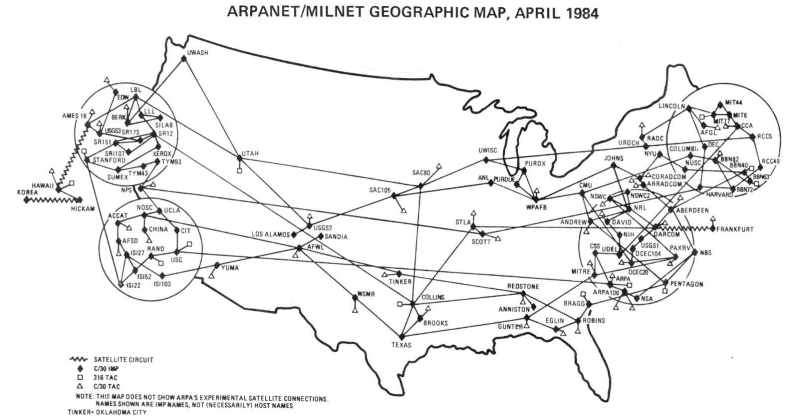 ARPANET/MILNET GEOGRAPHIC MAP, APRIL 1984
UWASH
LBL
EDW
BERK
LLL
AMES 16
SILAB
USGS3
SR173
SR12
SRI51
SRI107
XEROX
STANFORD
TYM93
SUMEX
TYM43
NPS
HAWAII
KOREA
HICKAM
NOSC
UCLA
ACCAT
CHINA
CIT
AFSD
RAND
USC
ISI27
ISI52
ISI22
ISI103
YUMA
UTAH
LOS ALAMOS
USGS2
SANDIA
AFWL
WSMR
TINKER
COLLINS
BROOKS
TEXAS
SAC105
SAC80
STLA
SCOTT
UWISC
PURDX
ANL
PURDUE
WPAFB
REDSTONE
ANNISTON
GUNTER
EGLIN
ROBINS
BRAGG
LINCOLN
MIT44
MIT6
MIT77
CCA
AFGL
RCC5
ROCH
RADC
DEC
NYU
COLUMBIA
BBN82
BBN40
RCC49
NUSC
BBN63
BBN72
HARVARD
JOHNS
CORADCOM
ARRADCOM
CMU
NSWC
NSWC2
NRL
ABERDEEN
ANDREW
DAVID
DARCOM
FRANKFURT
NIH
USGS1
CSS
UDEL
DCEC104
PAXRV
NBS
DCEC20
MITRE
ARPA
ARPA106
PENTAGON
NSA
SATELLITE CIRCUIT
C/30 IMP
316 TAC
C/30 TAC
NOTE: THIS MAP DOES NOT SHOW ARPA'S EXPERIMENTAL SATELLITE CONNECTIONS.
NAMES SHOWN ARE IMP NAMES, NOT (NECESSARILY) HOST NAMES
TINKER= OKLAHOMA CITY